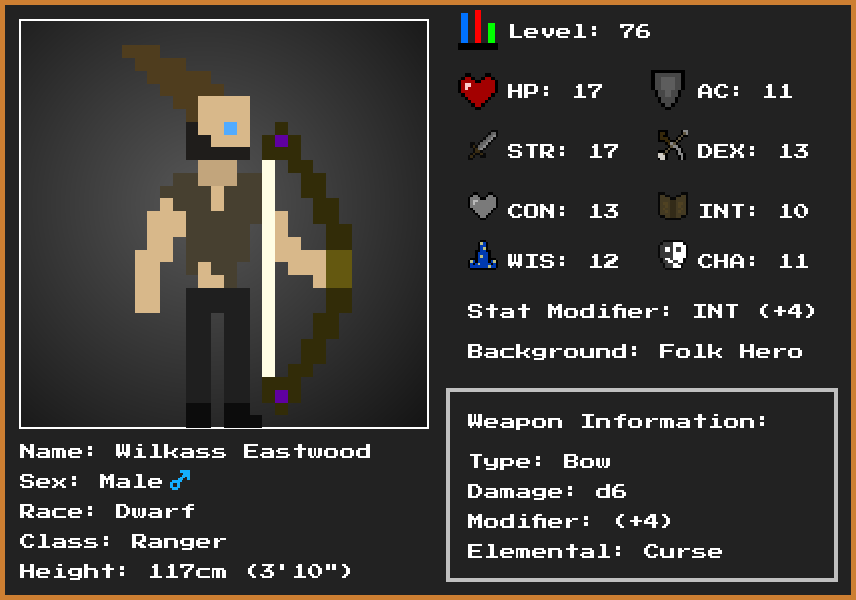 Level: 76
HP: 17 AC: 11
STR: 17 DEX: 13
CON: 13 INT: 10
WIS: 12 CHA: 11
Stat Modifier: INT (+4)
Background: Folk Hero
Weapon Information:
Type: Bow
Damage: d6
Modifier: (+4)
Elemental: Curse
Name: Wilkass Eastwood
Sex: Male ♂
Race: Dwarf
Class: Ranger
Height: 117cm (3'10")